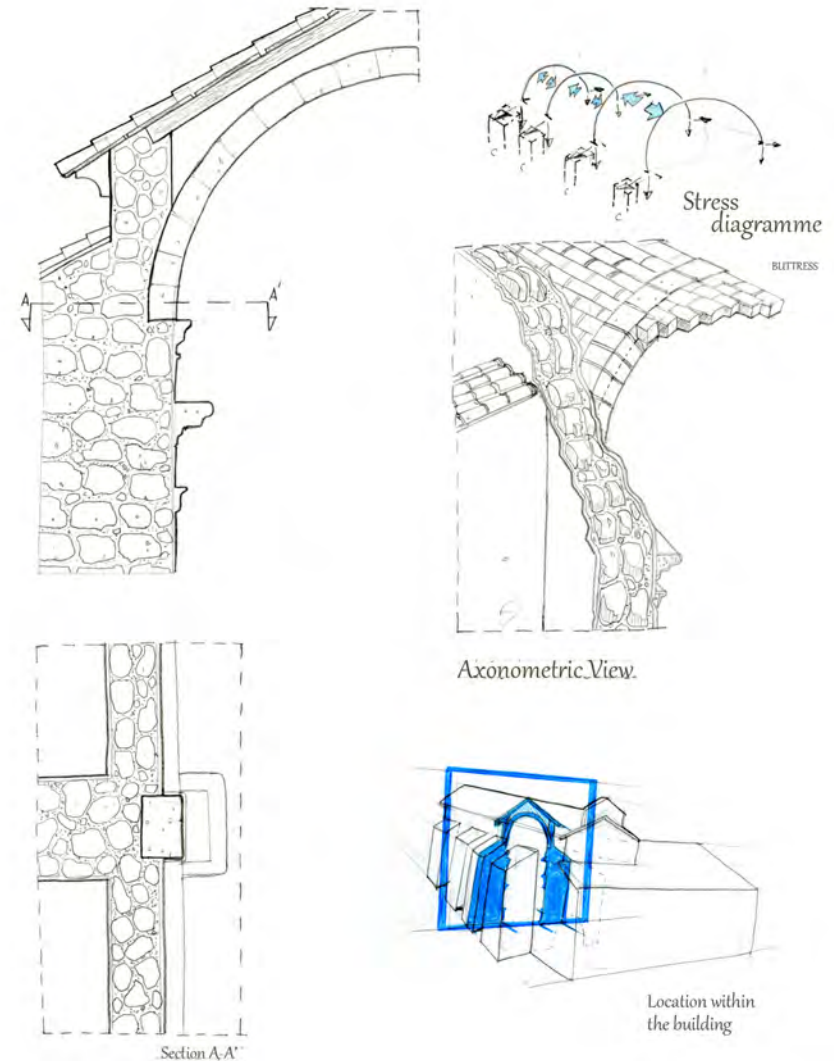 Stress
diagramme
BUTTRESS
A
A'
C
C
C
C
Axonometric View
Section A-A'
Location within
the building